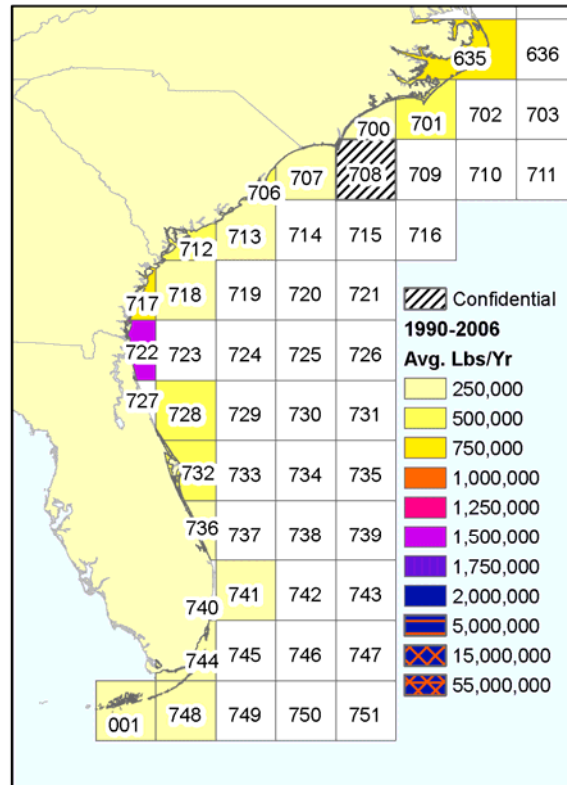 635 636
700 701 702 703
706 707 708 709 710 711
712 713 714 715 716
717 718 719 720 721
722 723 724 725 726
727 728 729 730 731
732 733 734 735
736 737 738 739
740 741 742 743
744 745 746 747
001 748 749 750 751
Confidential
1990-2006
Avg. Lbs/Yr
250,000
500,000
750,000
1,000,000
1,250,000
1,500,000
1,750,000
2,000,000
5,000,000
15,000,000
55,000,000